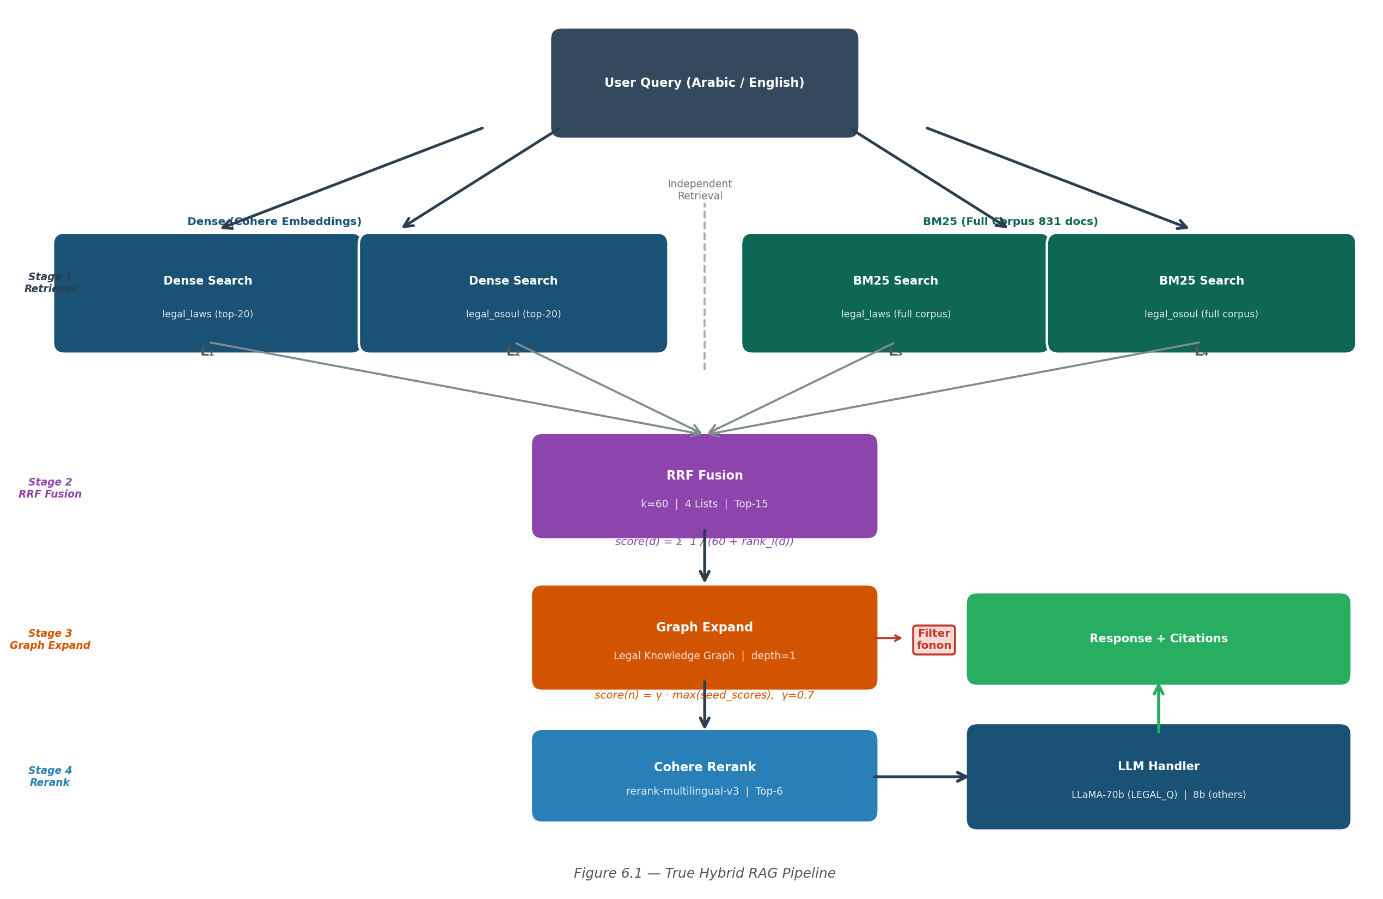 User Query (Arabic / English)
Independent
Retrieval
Dense (Cohere Embeddings)
BM25 (Full Corpus 831 docs)
Stage 1
Retrieval
Dense Search
legal_laws (top-20)
Dense Search
legal_osoul (top-20)
BM25 Search
legal_laws (full corpus)
BM25 Search
legal_osoul (full corpus)
L₁
L₂
L₃
L₄
Stage 2
RRF Fusion
RRF Fusion
k=60 | 4 Lists | Top-15
score(d) = Σ 1 / (60 + rank_i(d))
Stage 3
Graph Expand
Graph Expand
Legal Knowledge Graph | depth=1
Filter
fonon
Response + Citations
score(n) = γ · max(seed_scores), γ=0.7
Stage 4
Rerank
Cohere Rerank
rerank-multilingual-v3 | Top-6
LLM Handler
LLaMA-70b (LEGAL_Q) | 8b (others)
Figure 6.1 — True Hybrid RAG Pipeline